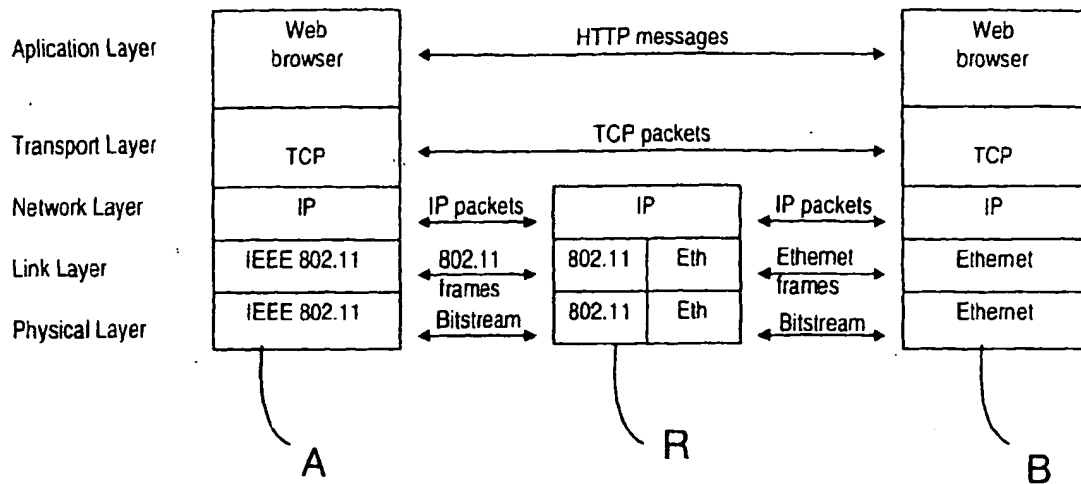 Aplication Layer
Web
browser
HTTP messages
Web
browser
Transport Layer
TCP
TCP packets
TCP
Network Layer
IP
IP packets
IP
IP packets
IP
Link Layer
IEEE 802.11
802.11
frames
802.11
Eth
Ethernet
frames
Ethernet
Physical Layer
IEEE 802.11
Bitstream
802.11
Eth
Bitstream
Ethernet
A
R
B